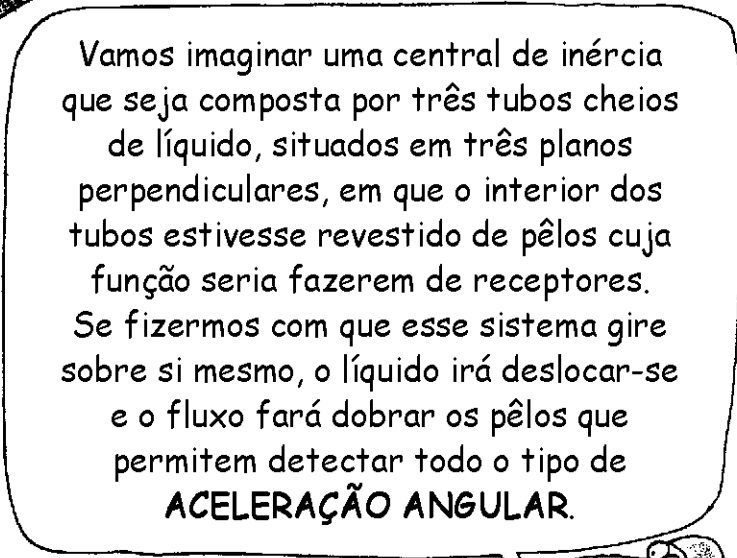 Vamos imaginar uma central de inércia
que seja composta por três tubos cheios
de líquido, situados em três planos
perpendiculares, em que o interior dos
tubos estivesse revestido de pêlos cuja
função seria fazerem de receptores.
Se fizermos com que esse sistema gire
sobre si mesmo, o líquido irá deslocar-se
e o fluxo fará dobrar os pêlos que
permitem detectar todo o tipo de
ACELERAÇÃO ANGULAR.